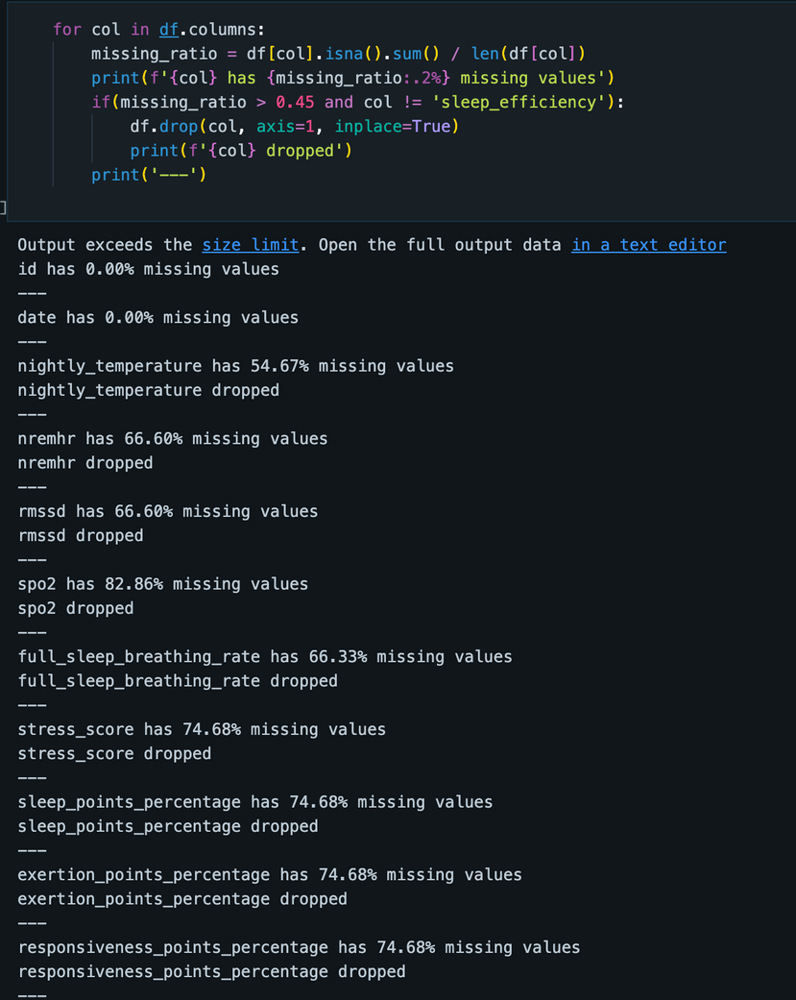 for col in df.columns:
    missing_ratio = df[col].isna().sum() / len(df[col])
    print(f'{col} has {missing_ratio:.2%} missing values')
    if(missing_ratio > 0.45 and col != 'sleep_efficiency'):
        df.drop(col, axis=1, inplace=True)
        print(f'{col} dropped')
    print('---')
]
Output exceeds the size limit. Open the full output data in a text editor
id has 0.00% missing values
---
date has 0.00% missing values
---
nightly_temperature has 54.67% missing values
nightly_temperature dropped
---
nremhr has 66.60% missing values
nremhr dropped
---
rmssd has 66.60% missing values
rmssd dropped
---
spo2 has 82.86% missing values
spo2 dropped
---
full_sleep_breathing_rate has 66.33% missing values
full_sleep_breathing_rate dropped
---
stress_score has 74.68% missing values
stress_score dropped
---
sleep_points_percentage has 74.68% missing values
sleep_points_percentage dropped
---
exertion_points_percentage has 74.68% missing values
exertion_points_percentage dropped
---
responsiveness_points_percentage has 74.68% missing values
responsiveness_points_percentage dropped
---